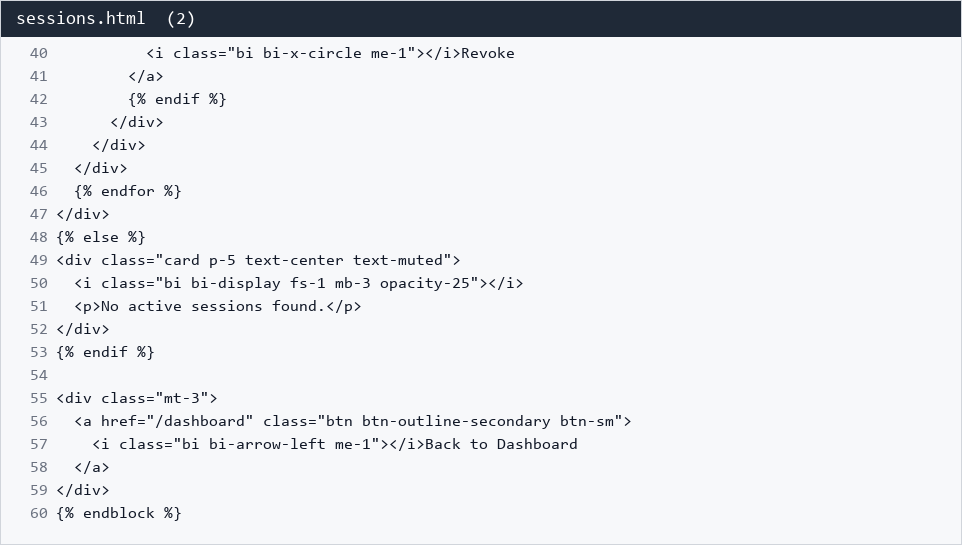 sessions.html  (2)
40           <i class="bi bi-x-circle me-1"></i>Revoke
41         </a>
42         {% endif %}
43       </div>
44     </div>
45   </div>
46   {% endfor %}
47 </div>
48 {% else %}
49 <div class="card p-5 text-center text-muted">
50   <i class="bi bi-display fs-1 mb-3 opacity-25"></i>
51   <p>No active sessions found.</p>
52 </div>
53 {% endif %}
54
55 <div class="mt-3">
56   <a href="/dashboard" class="btn btn-outline-secondary btn-sm">
57     <i class="bi bi-arrow-left me-1"></i>Back to Dashboard
58   </a>
59 </div>
60 {% endblock %}